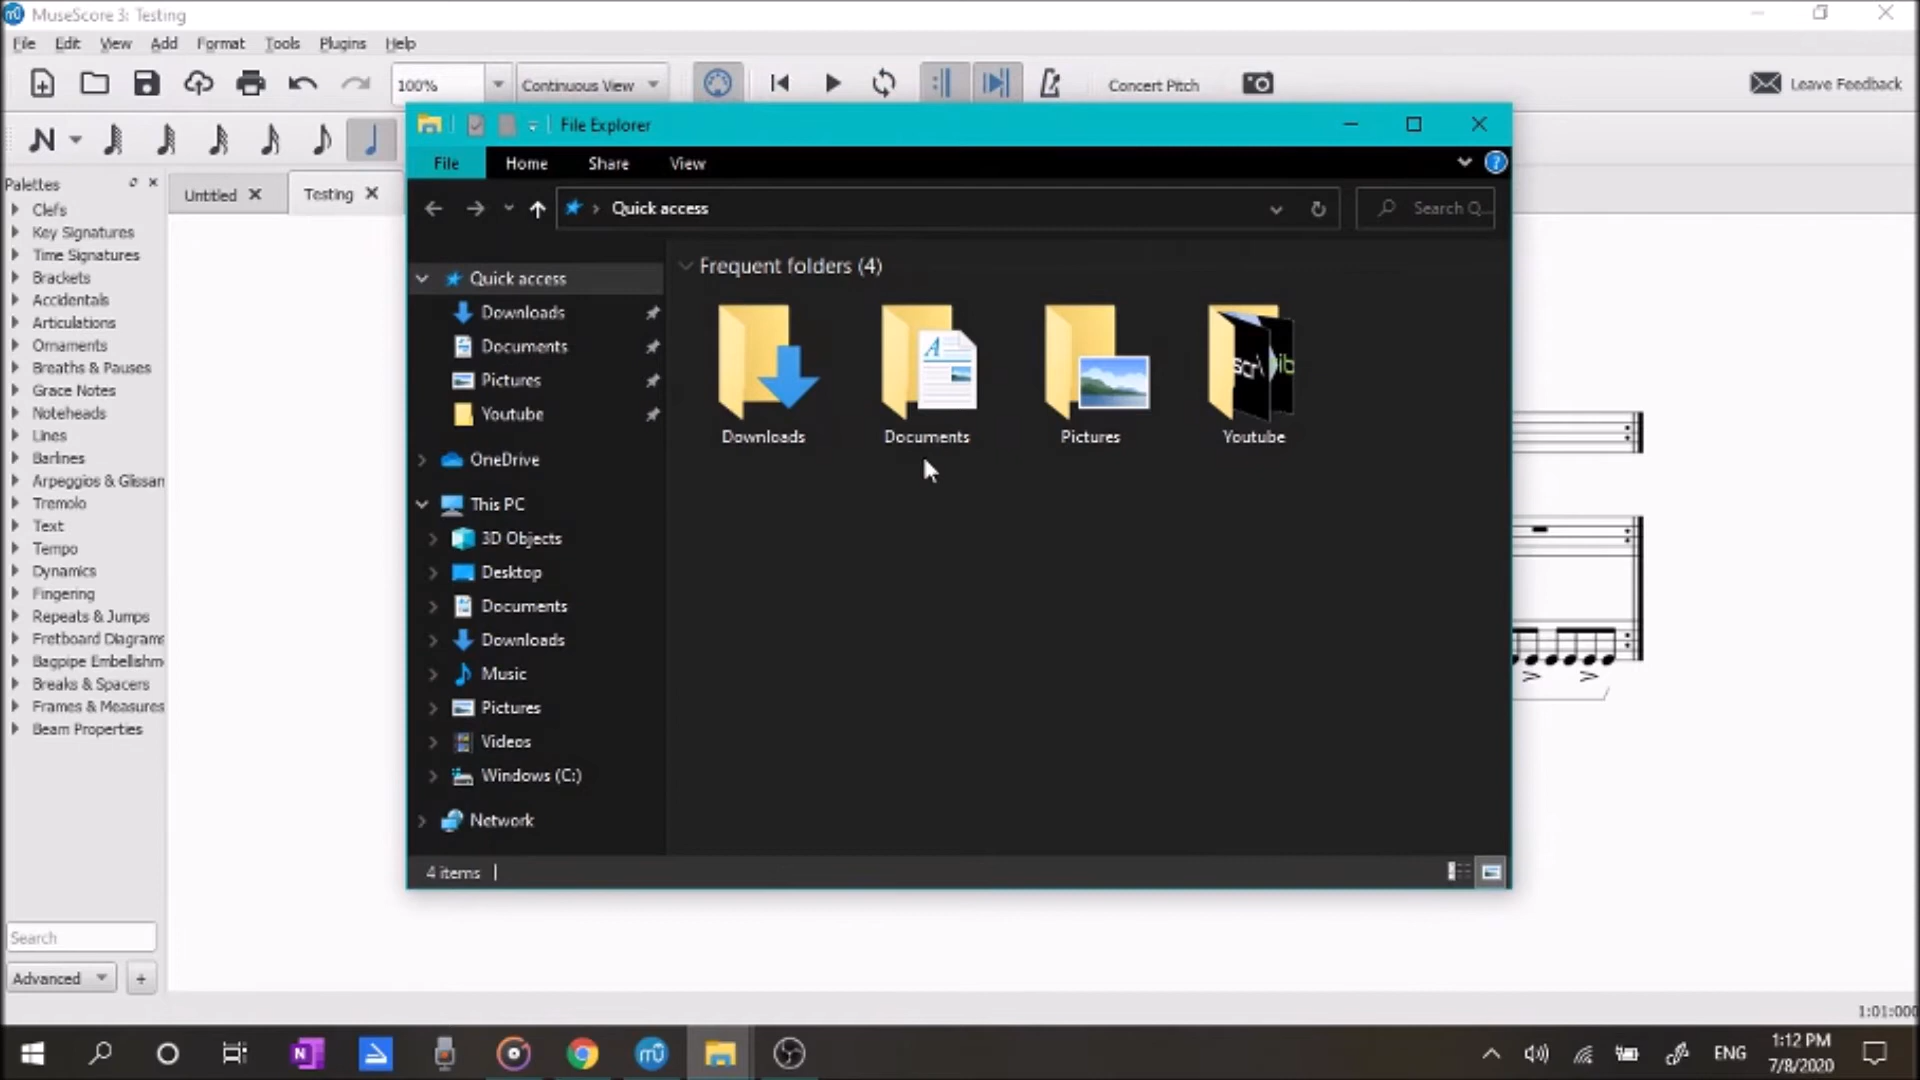 MuseScore 3: Testing
File Edit View Add Format Tools Plugins Help
100% Continuous View Concert Pitch Leave Feedback
File Explorer
File Home Share View
Palettes
Untitled Testing
Quick access Search Q...
Clefs
Key Signatures
Time Signatures
Brackets
Accidentals
Articulations
Ornaments
Breaths & Pauses
Grace Notes
Noteheads
Lines
Barlines
Arpeggios & Glissan
Tremolo
Text
Tempo
Dynamics
Fingering
Repeats & Jumps
Fretboard Diagrams
Bagpipe Embellishm
Breaks & Spacers
Frames & Measures
Beam Properties
Search
Advanced +
Quick access
Downloads
Documents
Pictures
Youtube
OneDrive
This PC
3D Objects
Desktop
Documents
Downloads
Music
Pictures
Videos
Windows (C:)
Network
Frequent folders (4)
Downloads Documents Pictures Youtube
4 items
1:01:000
ENG
1:12 PM
7/8/2020